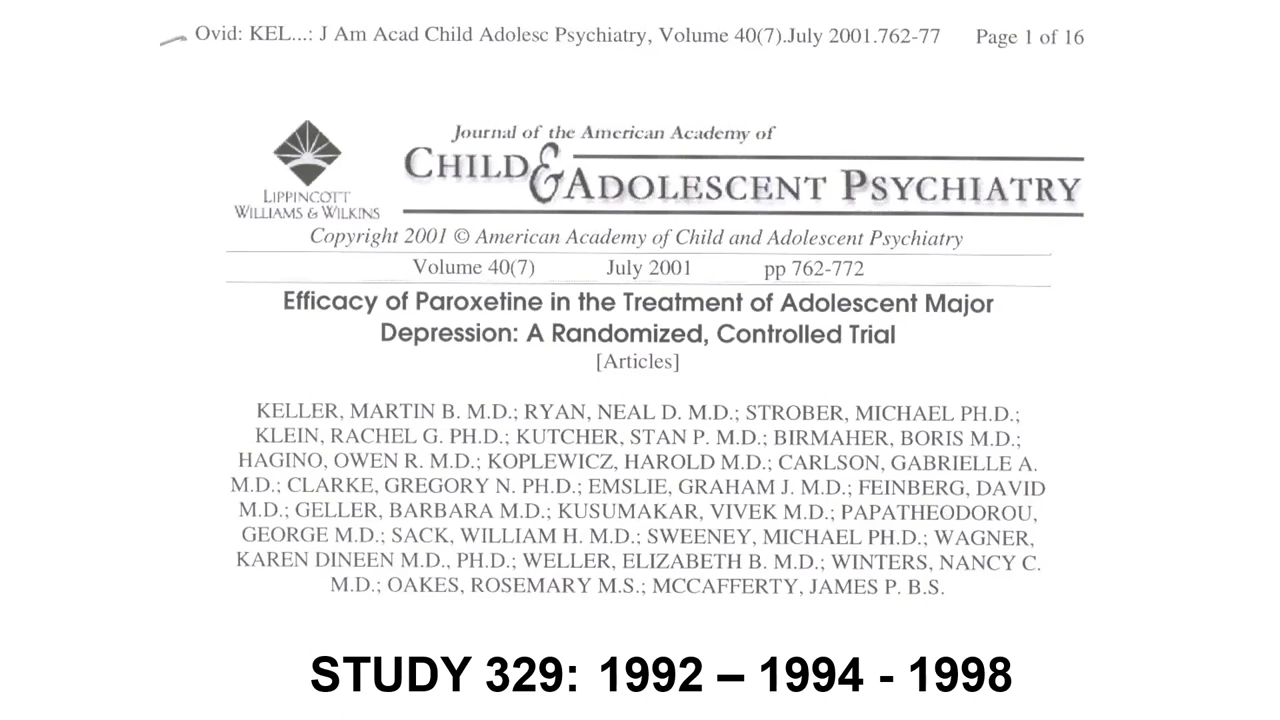 Ovid: KEL...: J Am Acad Child Adolesc Psychiatry, Volume 40(7).July 2001.762-77 Page 1 of 16
Journal of the American Academy of
CHILD & ADOLESCENT PSYCHIATRY
LIPPINCOTT
WILLIAMS & WILKINS
Copyright 2001 © American Academy of Child and Adolescent Psychiatry
Volume 40(7) July 2001 pp 762-772
Efficacy of Paroxetine in the Treatment of Adolescent Major
Depression: A Randomized, Controlled Trial
[Articles]
KELLER, MARTIN B. M.D.; RYAN, NEAL D. M.D.; STROBER, MICHAEL PH.D.;
KLEIN, RACHEL G. PH.D.; KUTCHER, STAN P. M.D.; BIRMAHER, BORIS M.D.;
HAGINO, OWEN R. M.D.; KOPLEWICZ, HAROLD M.D.; CARLSON, GABRIELLE A.
M.D.; CLARKE, GREGORY N. PH.D.; EMSLIE, GRAHAM J. M.D.; FEINBERG, DAVID
M.D.; GELLER, BARBARA M.D.; KUSUMAKAR, VIVEK M.D.; PAPATHEODOROU,
GEORGE M.D.; SACK, WILLIAM H. M.D.; SWEENEY, MICHAEL PH.D.; WAGNER,
KAREN DINEEN M.D., PH.D.; WELLER, ELIZABETH B. M.D.; WINTERS, NANCY C.
M.D.; OAKES, ROSEMARY M.S.; MCCAFFERTY, JAMES P. B.S.
STUDY 329: 1992 – 1994 - 1998